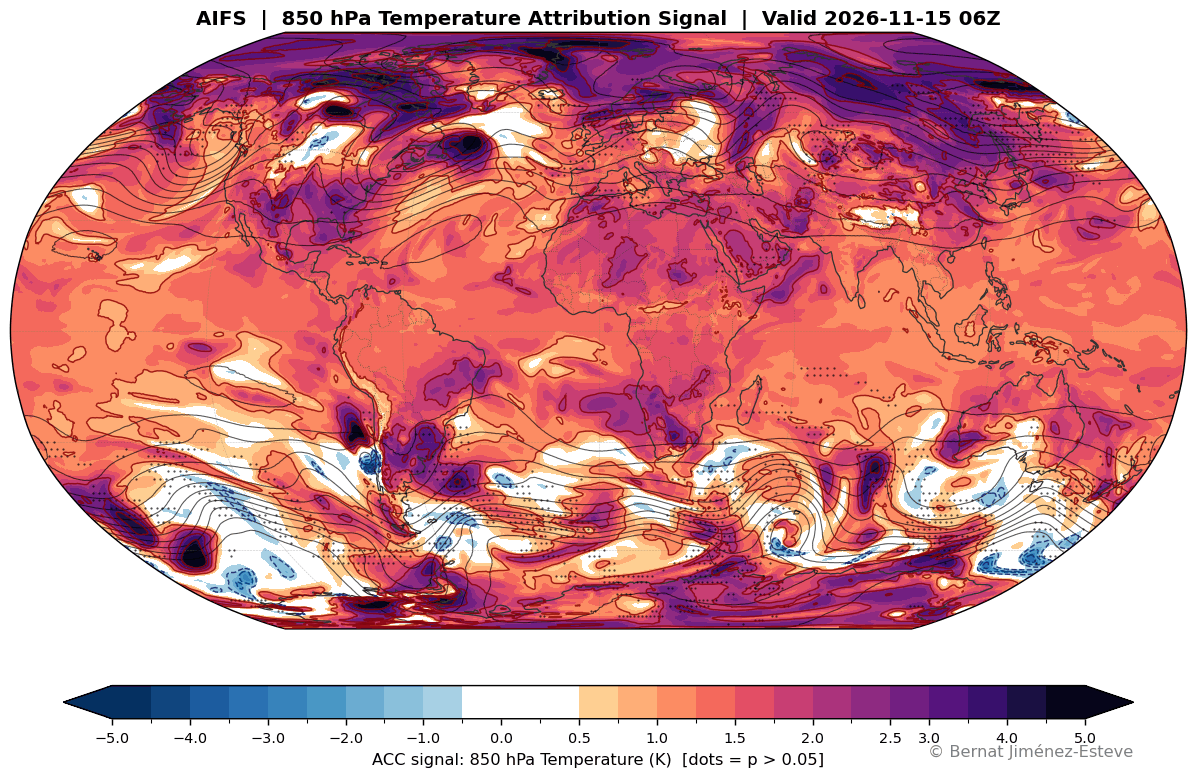 AIFS | 850 hPa Temperature Attribution Signal | Valid 2026-11-15 06Z
−5.0 −4.0 −3.0 −2.0 −1.0 0.0 0.5 1.0 1.5 2.0 2.5 3.0 4.0 5.0
ACC signal: 850 hPa Temperature (K) [dots = p > 0.05]
© Bernat Jiménez-Esteve